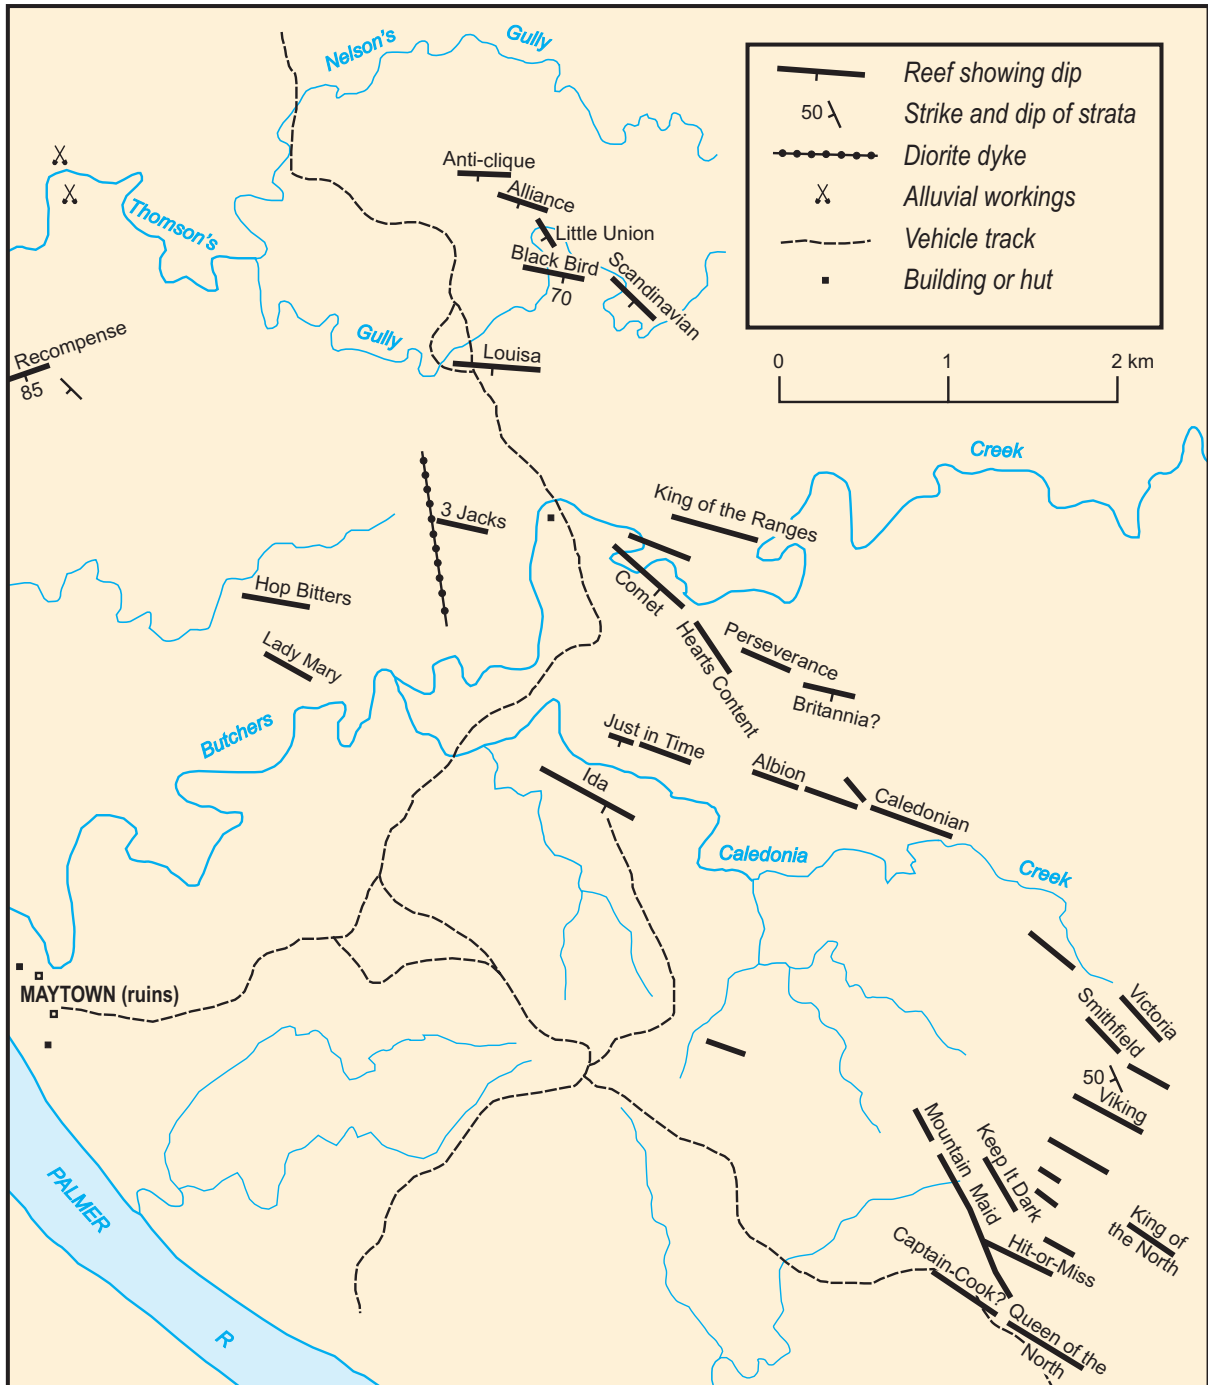 Nelson's
Gully
Reef showing dip
50
Strike and dip of strata
Diorite dyke
Alluvial workings
Vehicle track
Building or hut
Anti-clique
Alliance
Thomson's
Little Union
Black Bird
70
Scandinavian
Gully
Louisa
Recompense
85
0
1
2 km
Creek
3 Jacks
King of the Ranges
Hop Bitters
Comet
Lady Mary
Hearts Content
Perseverance
Britannia?
Butchers
Just in Time
Ida
Albion
Caledonian
Caledonia
Creek
MAYTOWN (ruins)
Victoria
Smithfield
50
Viking
Mountain Maid
Keep It Dark
PALMER
R
King of
the North
Hit-or-Miss
Captain-Cook?
Queen of the
North